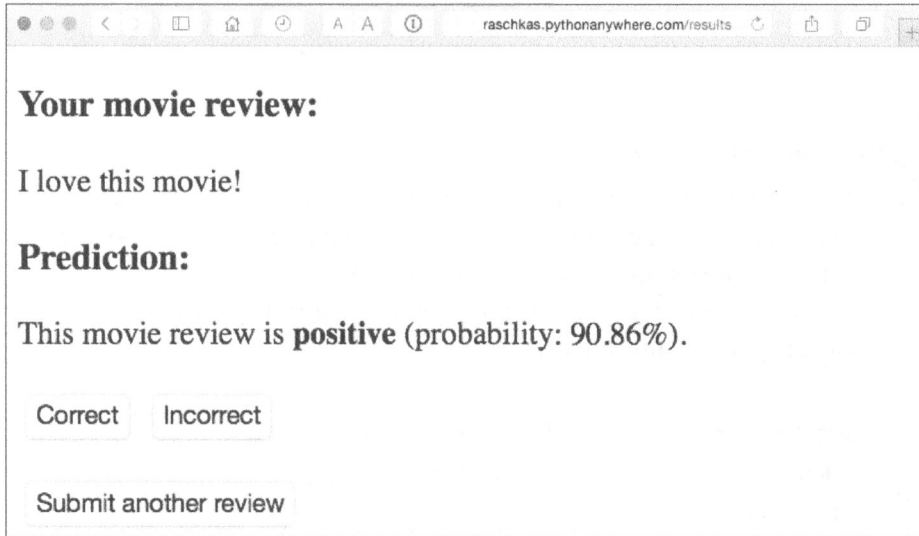 A A raschkas.pythonanywhere.com/results
Your movie review:
I love this movie!
Prediction:
This movie review is positive (probability: 90.86%).
Correct Incorrect
Submit another review